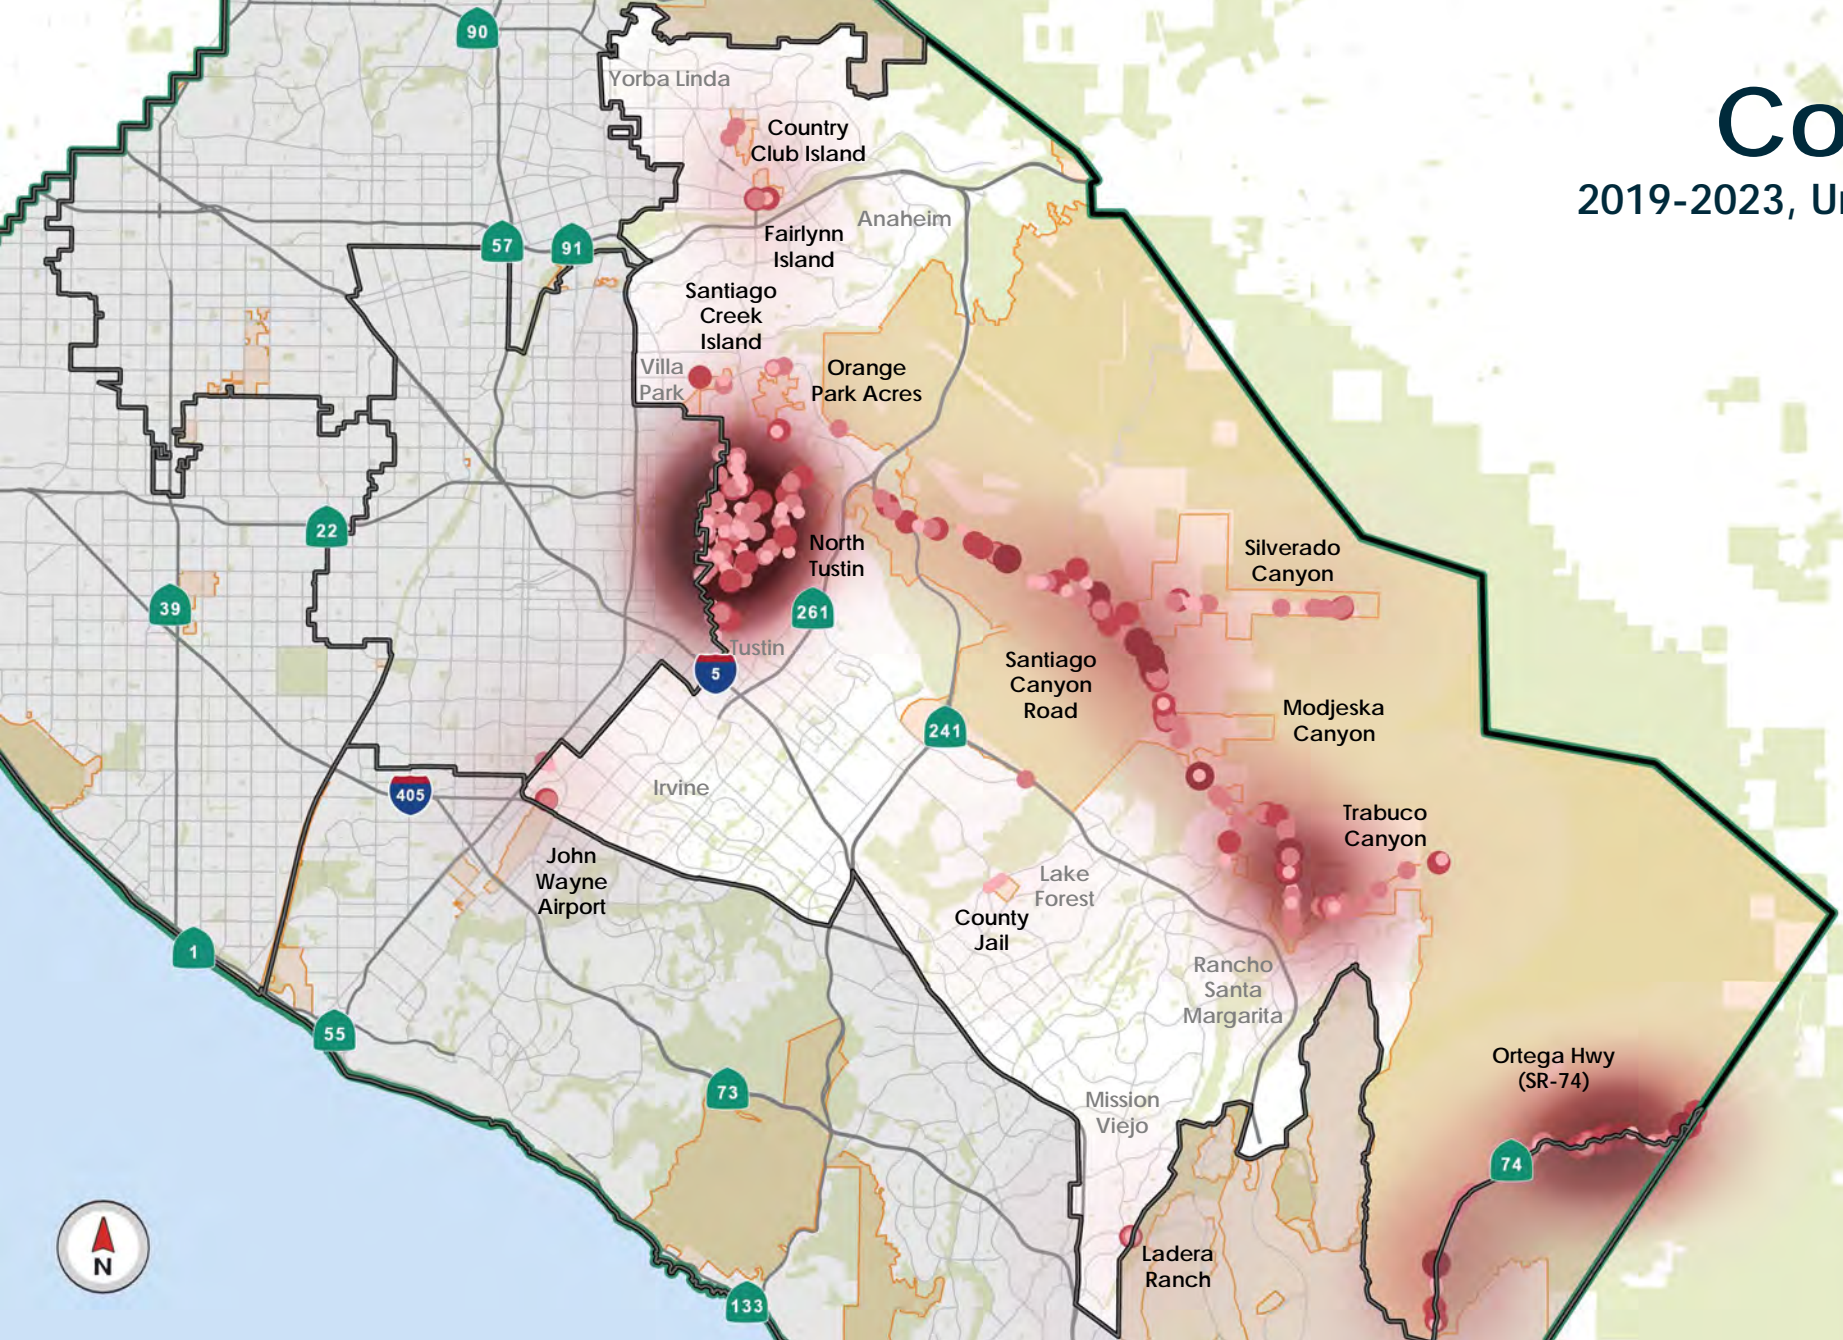 Co
2019-2023, Un
90
Yorba Linda
Country
Club Island
Anaheim
57
91
Fairlynn
Island
Santiago
Creek
Island
Villa
Park
Orange
Park Acres
22
North
Tustin
Silverado
Canyon
39
261
Tustin
5
Santiago
Canyon
Road
241
Modjeska
Canyon
405
Irvine
Trabuco
Canyon
John
Wayne
Airport
Lake
Forest
County
Jail
1
Rancho
Santa
Margarita
55
Ortega Hwy
(SR-74)
73
Mission
Viejo
74
N
Ladera
Ranch
133